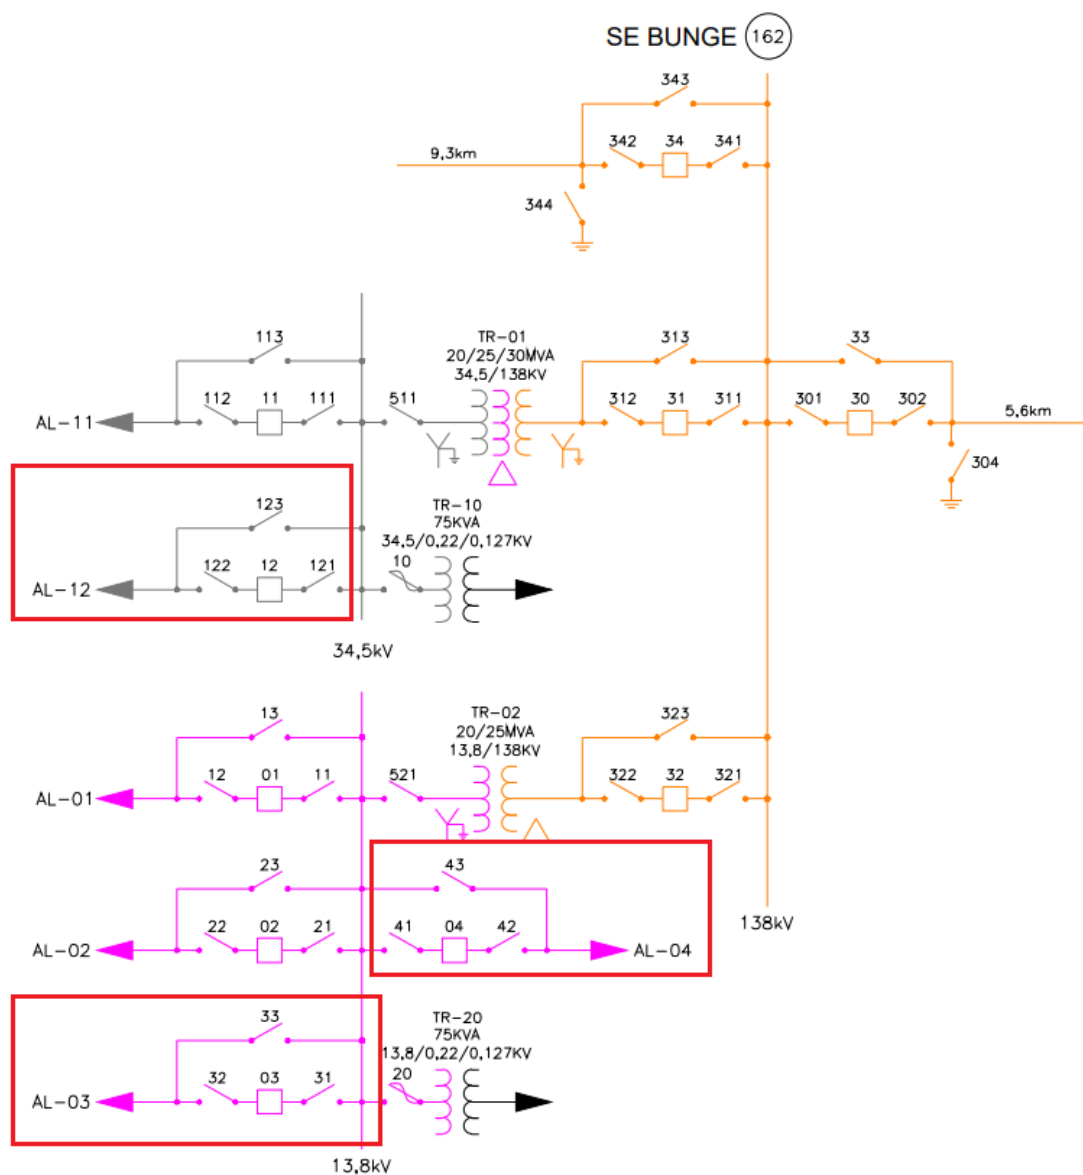 SE BUNGE 162
343
342 34 341
9,3km
344
113
TR-01
20/25/30MVA
34,5/138KV
313
33
112 11 111
511
312 31 311
301 30 302
5,6km
AL-11
304
123
TR-10
75KVA
34,5/0,22/0,127KV
122 12 121
10
AL-12
34,5kV
13
TR-02
20/25MVA
13,8/138KV
323
12 01 11
521
322 32 321
AL-01
23
43
22 02 21
41 04 42
138kV
AL-02
AL-04
33
TR-20
75KVA
13,8/0,22/0,127KV
32 03 31
20
AL-03
13,8kV